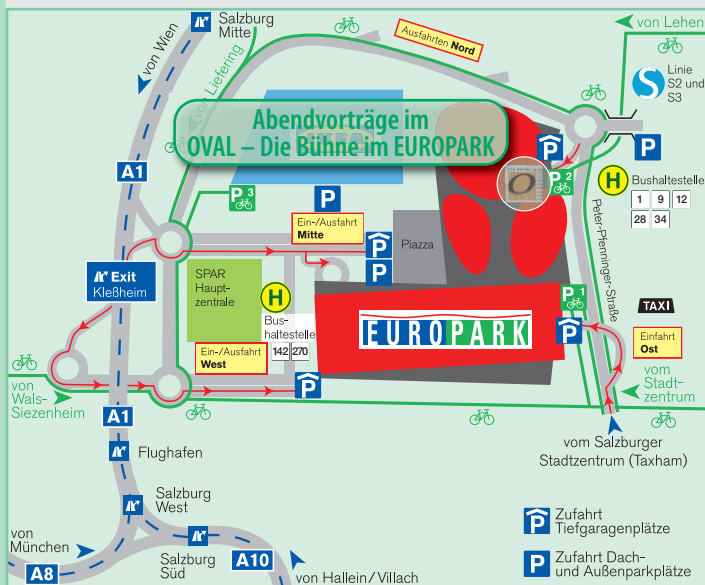 Salzburg
Mitte
von Wien
von Liefering
Ausfahrten Nord
von Lehen
Linie
S2 und
S3
Abendvorträge im
OVAL – Die Bühne im EUROPARK
A1
P 3
P
P
P 2
P
H
Bushaltestelle
1 9 12
28 34
Peter-Pfenninger-Straße
Ein-/Ausfahrt
Mitte
P
P
Piazza
Exit
Kleßheim
SPAR
Haupt-
zentrale
H
Bus-
haltestelle
142 270
Ein-/Ausfahrt
West
P
EUROPARK
P 1
P
TAXI
Einfahrt
Ost
vom
Stadt-
zentrum
von
Wals-
Siezenheim
A1
Flughafen
vom Salzburger
Stadtzentrum (Taxham)
Salzburg
West
von
München
A8
Salzburg
Süd
A10
von Hallein/Villach
P Zufahrt
Tiefgaragenplätze
P Zufahrt Dach-
und Außenparkplätze